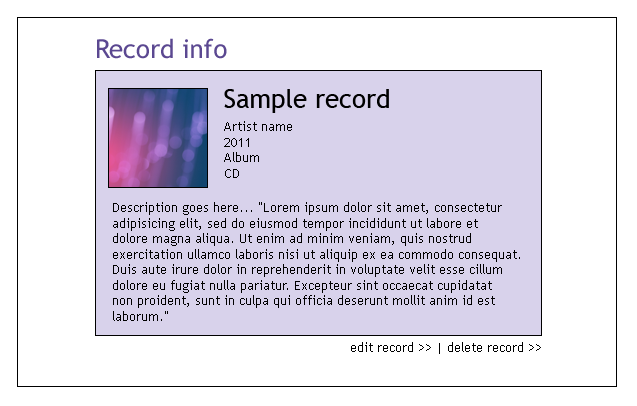 Record info
Sample record
Artist name
2011
Album
CD
Description goes here... "Lorem ipsum dolor sit amet, consectetur
adipisicing elit, sed do eiusmod tempor incididunt ut labore et
dolore magna aliqua. Ut enim ad minim veniam, quis nostrud
exercitation ullamco laboris nisi ut aliquip ex ea commodo consequat.
Duis aute irure dolor in reprehenderit in voluptate velit esse cillum
dolore eu fugiat nulla pariatur. Excepteur sint occaecat cupidatat
non proident, sunt in culpa qui officia deserunt mollit anim id est
laborum."
edit record >> | delete record >>